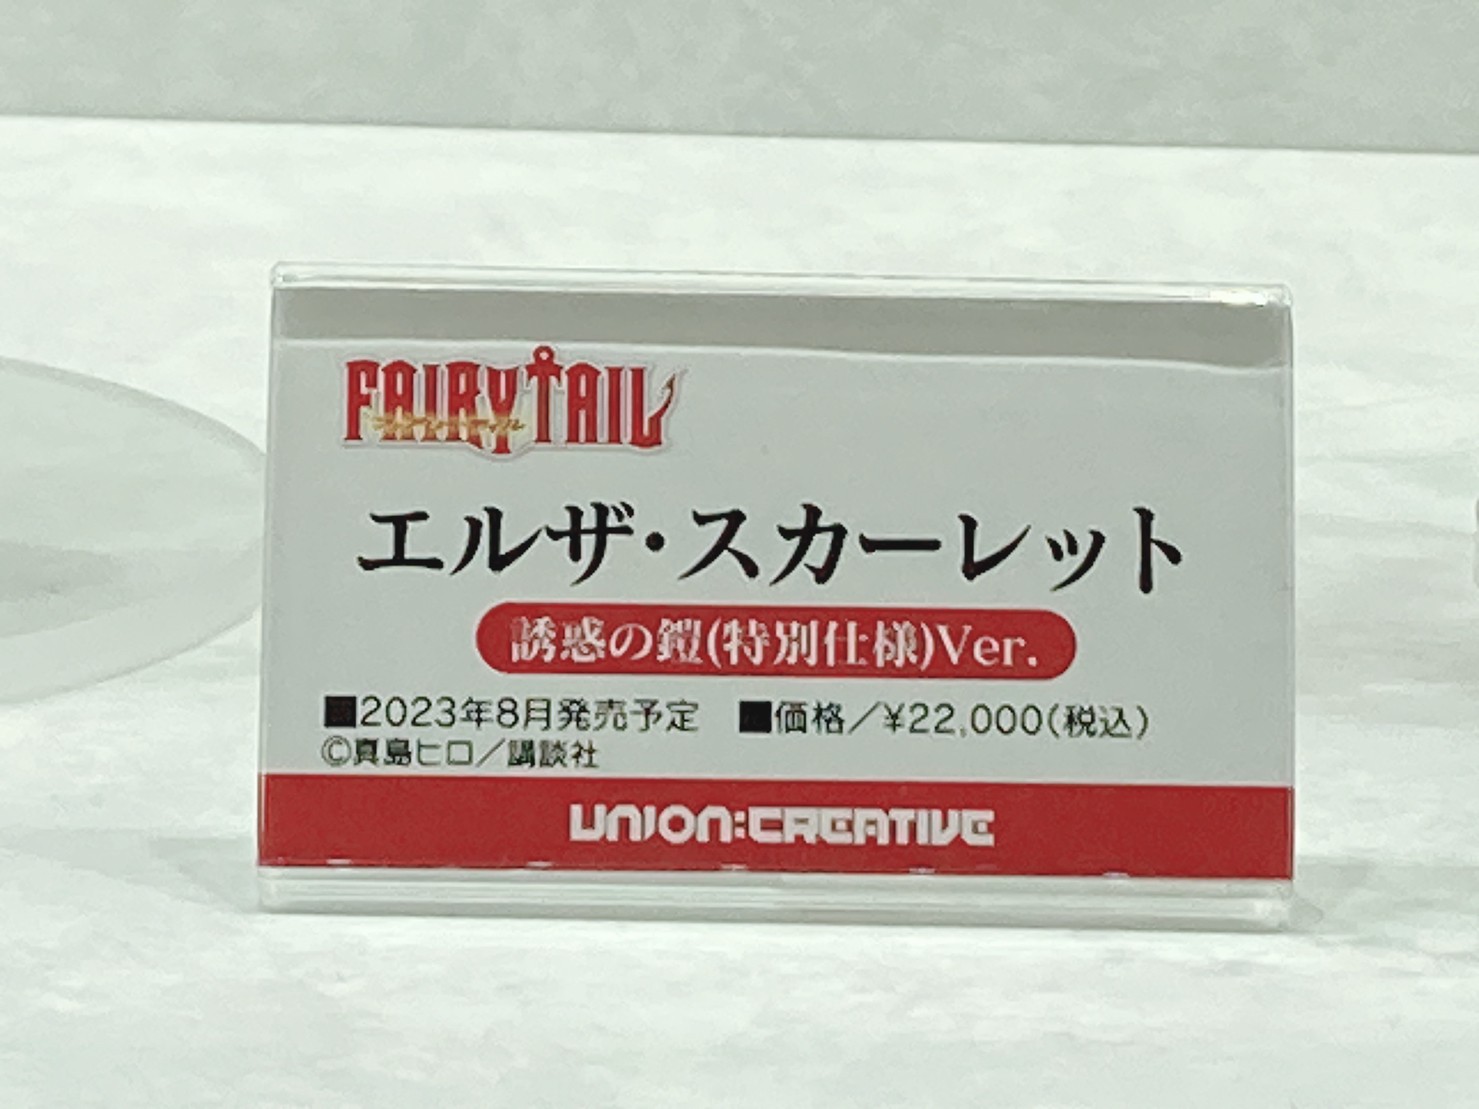 FAIRY TAIL
エルザ・スカーレット
誘惑の鎧(特別仕様)Ver.
■2023年8月発売予定 ■価格／¥22,000(税込)
©真島ヒロ／講談社
UNION:CREATIVE